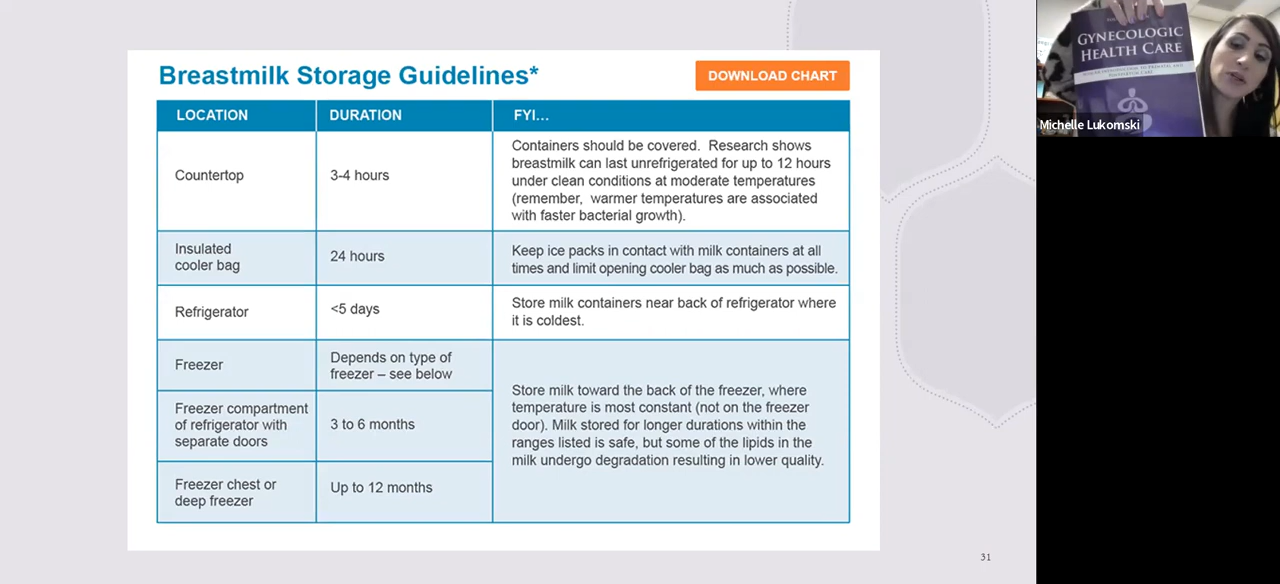 Breastmilk Storage Guidelines*
DOWNLOAD CHART
LOCATION
DURATION
FYI...
Countertop
3-4 hours
Containers should be covered. Research shows
breastmilk can last unrefrigerated for up to 12 hours
under clean conditions at moderate temperatures
(remember, warmer temperatures are associated
with faster bacterial growth).
Insulated
cooler bag
24 hours
Keep ice packs in contact with milk containers at all
times and limit opening cooler bag as much as possible.
Refrigerator
<5 days
Store milk containers near back of refrigerator where
it is coldest.
Freezer
Depends on type of
freezer – see below
Store milk toward the back of the freezer, where
temperature is most constant (not on the freezer
door). Milk stored for longer durations within the
ranges listed is safe, but some of the lipids in the
milk undergo degradation resulting in lower quality.
Freezer compartment
of refrigerator with
separate doors
3 to 6 months
Freezer chest or
deep freezer
Up to 12 months
31
GYNECOLOGIC
HEALTH CARE
Michelle Lukomski